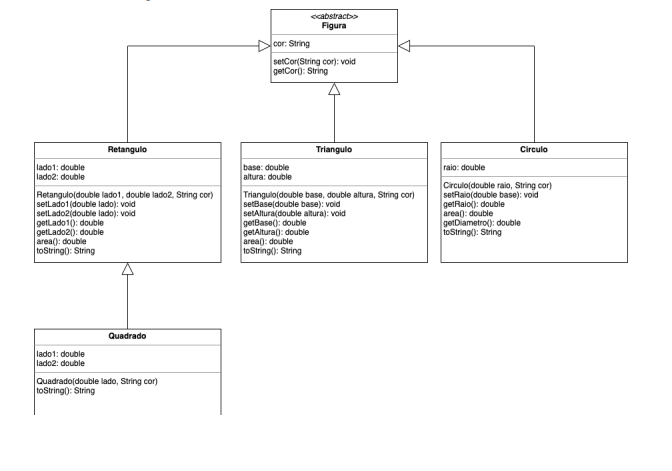 <<abstract>>
Figura
cor: String
setCor(String cor): void
getCor(): String
Retangulo
lado1: double
lado2: double
Retangulo(double lado1, double lado2, String cor)
setLado1(double lado): void
setLado2(double lado): void
getLado1(): double
getLado2(): double
area(): double
toString(): String
Triangulo
base: double
altura: double
Triangulo(double base, double altura, String cor)
setBase(double base): void
setAltura(double altura): void
getBase(): double
getAltura(): double
area(): double
toString(): String
Circulo
raio: double
Circulo(double raio, String cor)
setRaio(double base): void
getRaio(): double
area(): double
getDiametro(): double
toString(): String
Quadrado
lado1: double
lado2: double
Quadrado(double lado, String cor)
toString(): String